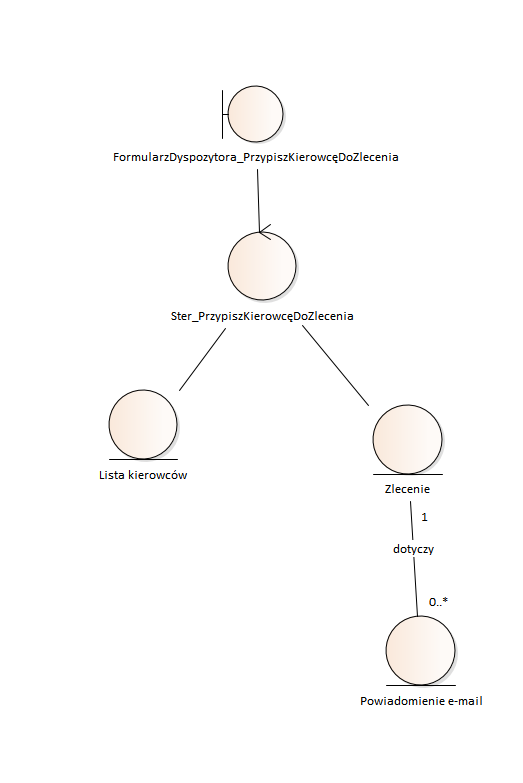 FormularzDyspozytora_PrzypiszKierowcęDoZlecenia
Ster_PrzypiszKierowcęDoZlecenia
Lista kierowców
Zlecenie
1
dotyczy
0..*
Powiadomienie e-mail